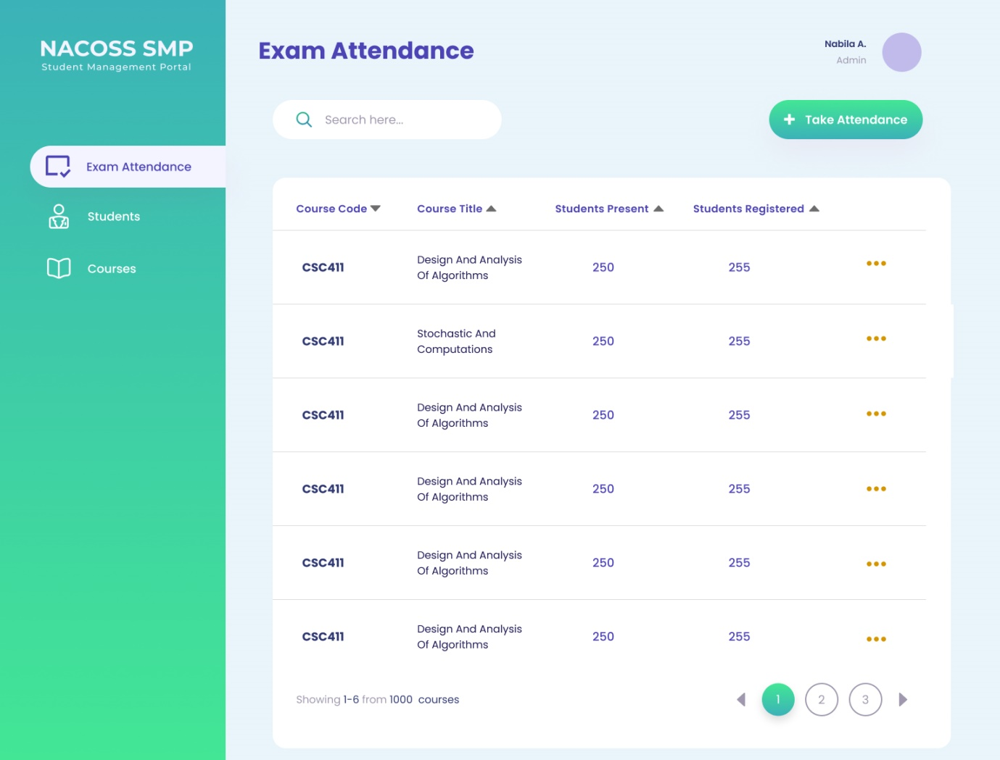 NACOSS SMP
Student Management Portal
Exam Attendance
Students
Courses
Exam Attendance
Nabila A.
Admin
Search here...
Take Attendance
Course Code Course Title Students Present Students Registered
CSC411 Design And Analysis Of Algorithms 250 255
CSC411 Stochastic And Computations 250 255
CSC411 Design And Analysis Of Algorithms 250 255
CSC411 Design And Analysis Of Algorithms 250 255
CSC411 Design And Analysis Of Algorithms 250 255
CSC411 Design And Analysis Of Algorithms 250 255
Showing 1-6 from 1000 courses
1 2 3